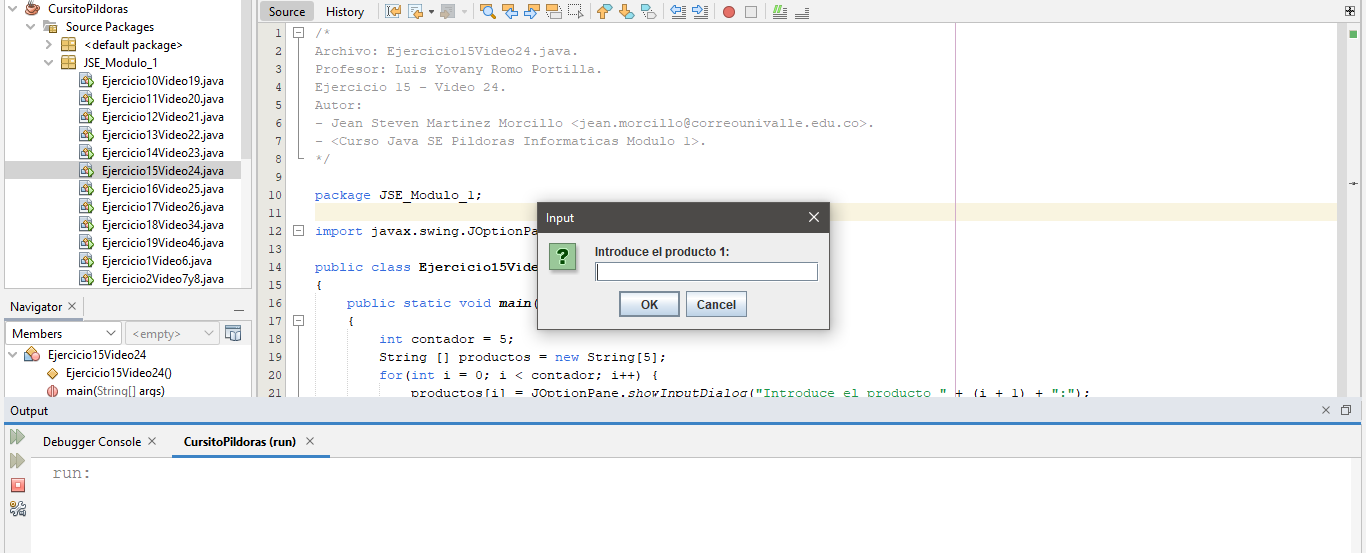 CursitoPildoras
Source Packages
<default package>
JSE_Modulo_1
Ejercicio10Video19.java
Ejercicio11Video20.java
Ejercicio12Video21.java
Ejercicio13Video22.java
Ejercicio14Video23.java
Ejercicio15Video24.java
Ejercicio16Video25.java
Ejercicio17Video26.java
Ejercicio18Video34.java
Ejercicio19Video46.java
Ejercicio1Video6.java
Ejercicio2Video7y8.java
Navigator
Members
<empty>
Ejercicio15Video24
Ejercicio15Video24()
main(String[] args)
Source History
1 /*
2 Archivo: Ejercicio15Video24.java.
3 Profesor: Luis Yovany Romo Portilla.
4 Ejercicio 15 - Video 24.
5 Autor:
6 - Jean Steven Martinez Morcillo <jean.morcillo@correounivalle.edu.co>.
7 - <Curso Java SE Pildoras Informaticas Modulo 1>.
8 */
9
10 package JSE_Modulo_1;
11
12 import javax.swing.JOptionPa
13
14 public class Ejercicio15Vide
15 {
16 public static void main(
17 {
18 int contador = 5;
19 String [] productos = new String[5];
20 for(int i = 0; i < contador; i++) {
21 productos[i] = JOptionPane.showInputDialog("Introduce el producto " + (i + 1) + ":");
Input
Introduce el producto 1:
OK Cancel
Output
Debugger Console CursitoPildoras (run)
run: